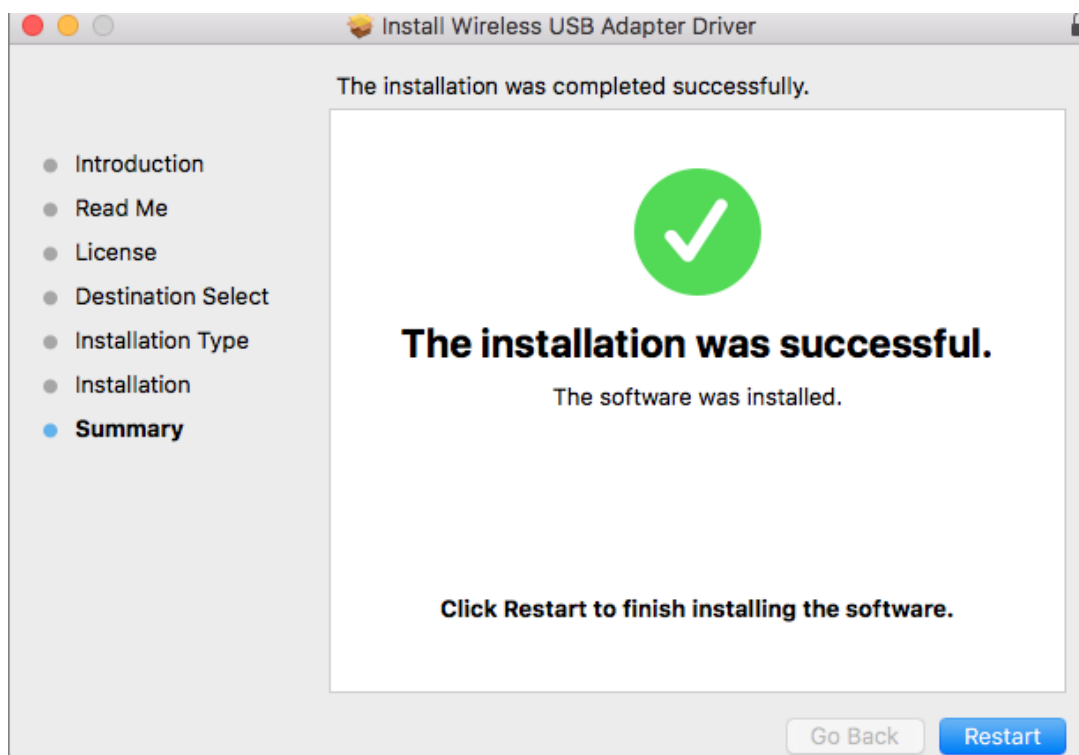 Install Wireless USB Adapter Driver
The installation was completed successfully.
Introduction
Read Me
License
Destination Select
Installation Type
Installation
Summary
The installation was successful.
The software was installed.
Click Restart to finish installing the software.
Go Back
Restart